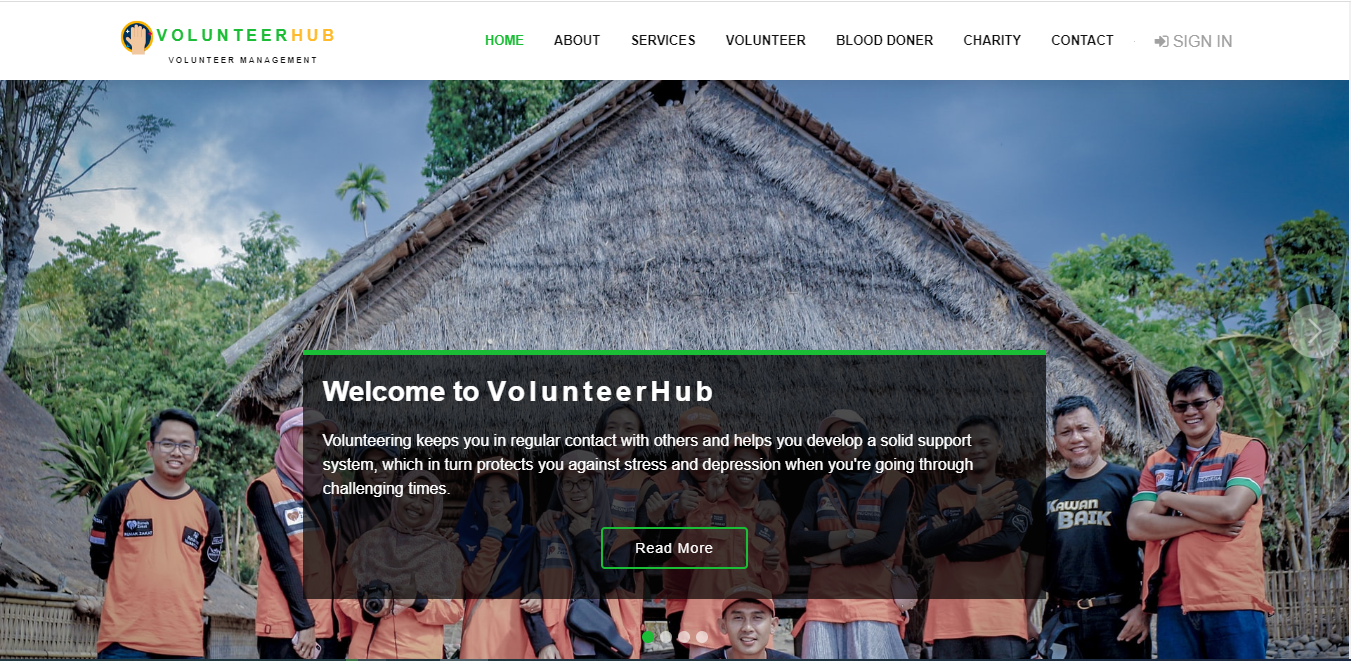 VOLUNTEERHUB
VOLUNTEER MANAGEMENT
HOME ABOUT SERVICES VOLUNTEER BLOOD DONER CHARITY CONTACT SIGN IN
Welcome to VolunteerHub
Volunteering keeps you in regular contact with others and helps you develop a solid support
system, which in turn protects you against stress and depression when you're going through
challenging times.
Read More
KAWAN
BAIK
RUMAH ZAKAT